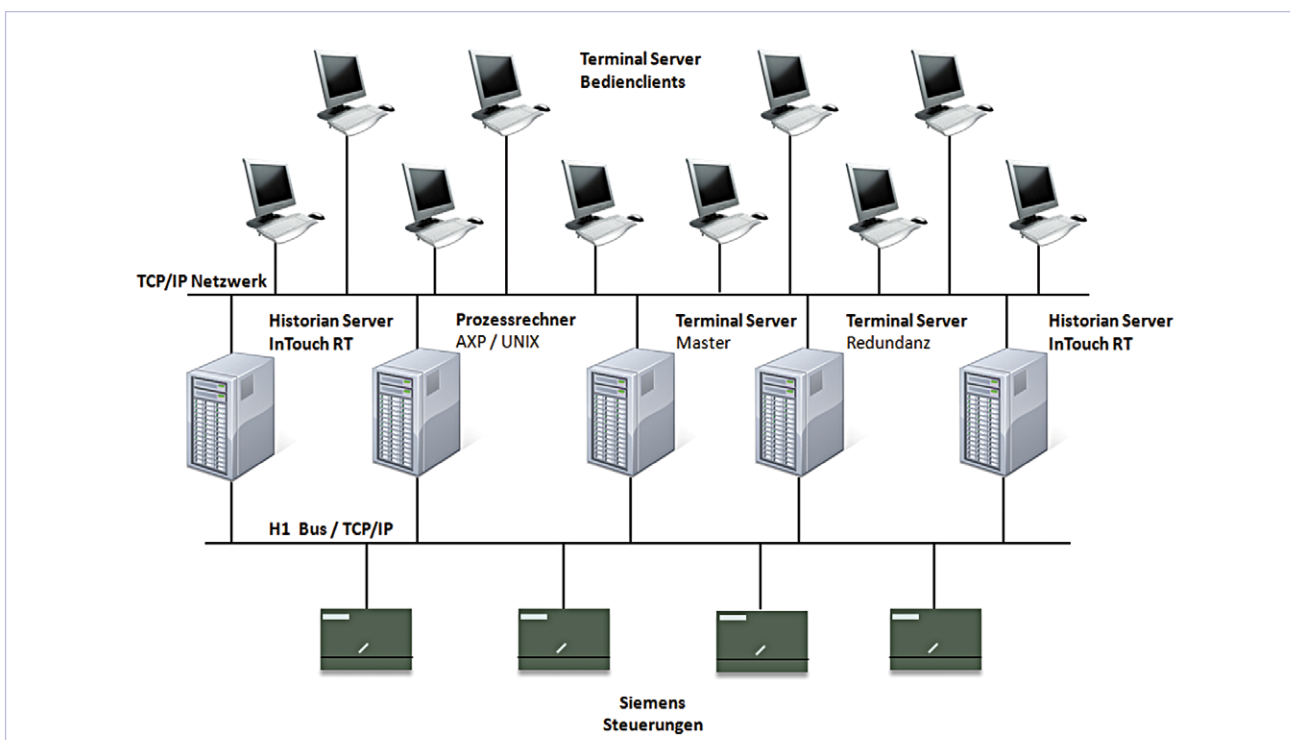 Terminal Server
Bedienclients
TCP/IP Netzwerk
Historian Server
InTouch RT
Prozessrechner
AXP / UNIX
Terminal Server
Master
Terminal Server
Redundanz
Historian Server
InTouch RT
H1 Bus / TCP/IP
Siemens
Steuerungen